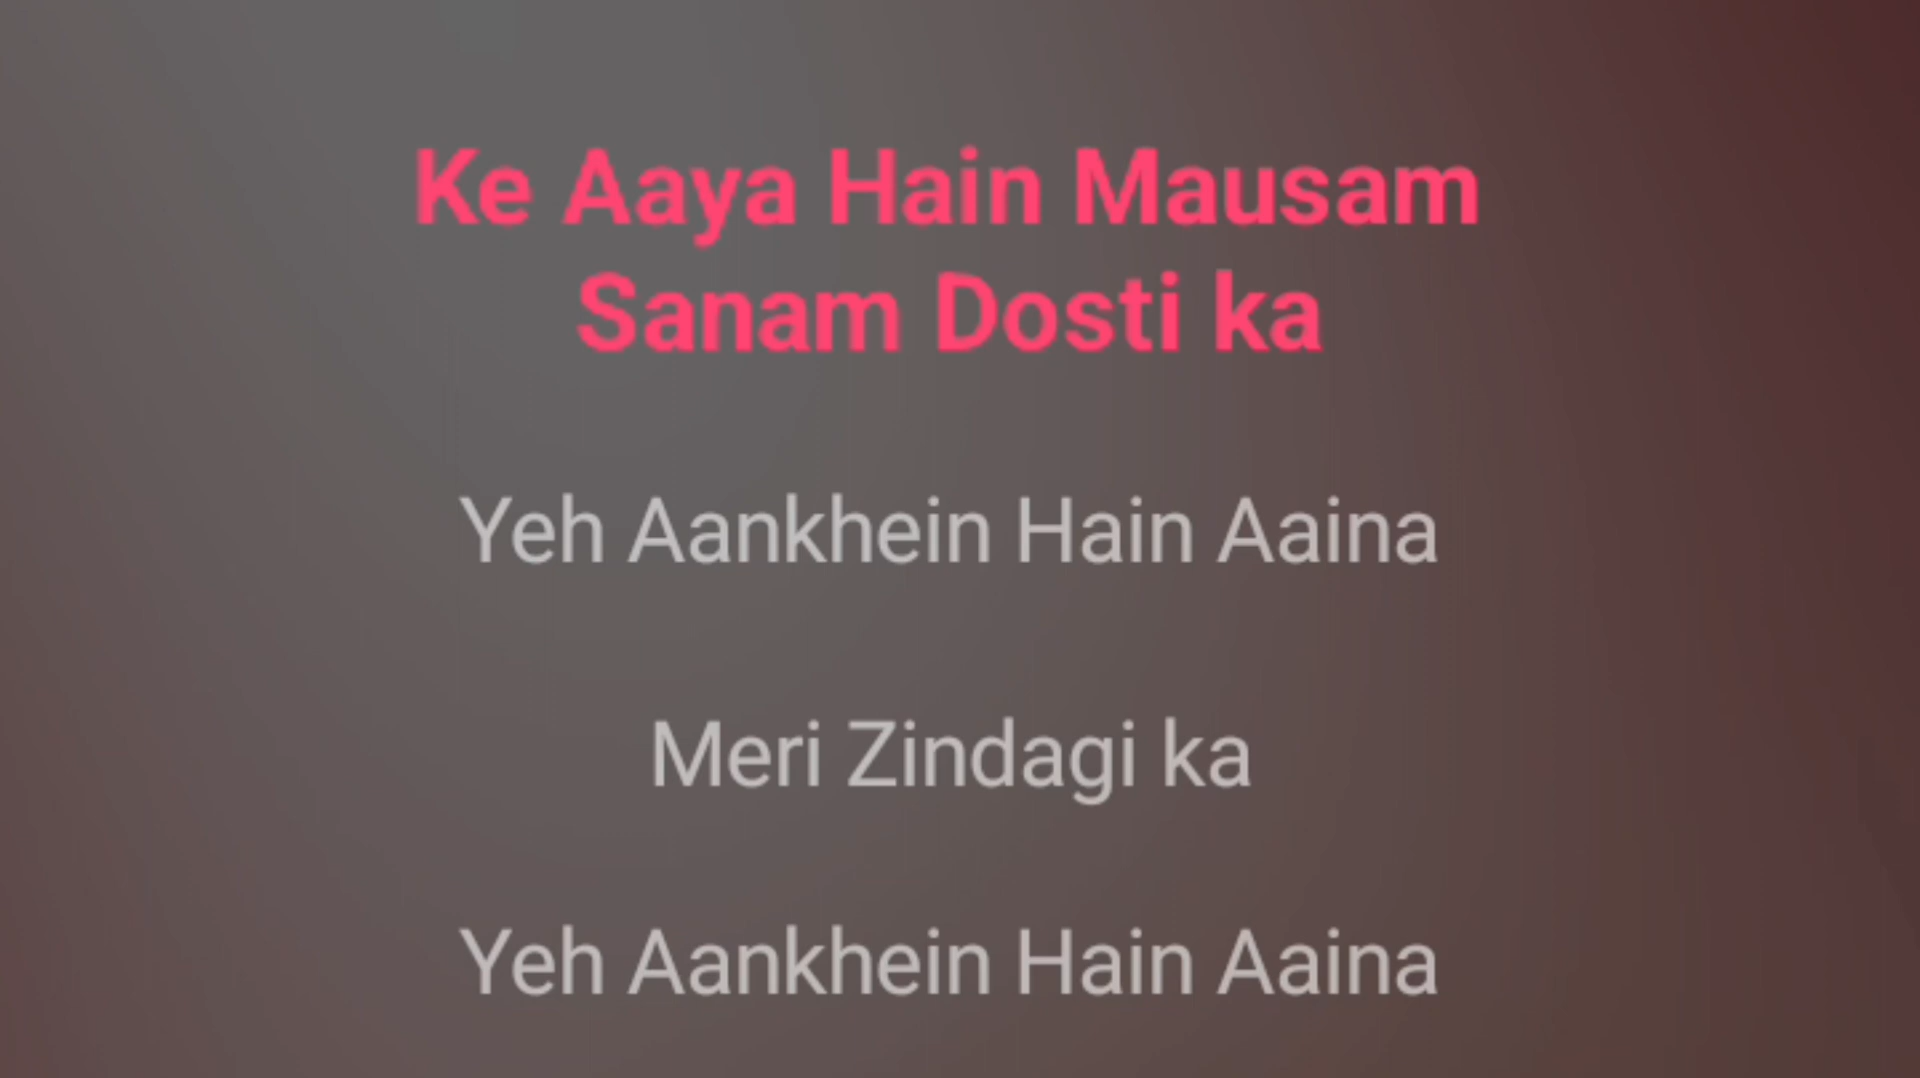 Ke Aaya Hain Mausam
Sanam Dosti ka
Yeh Aankhein Hain Aaina
Meri Zindagi ka
Yeh Aankhein Hain Aaina